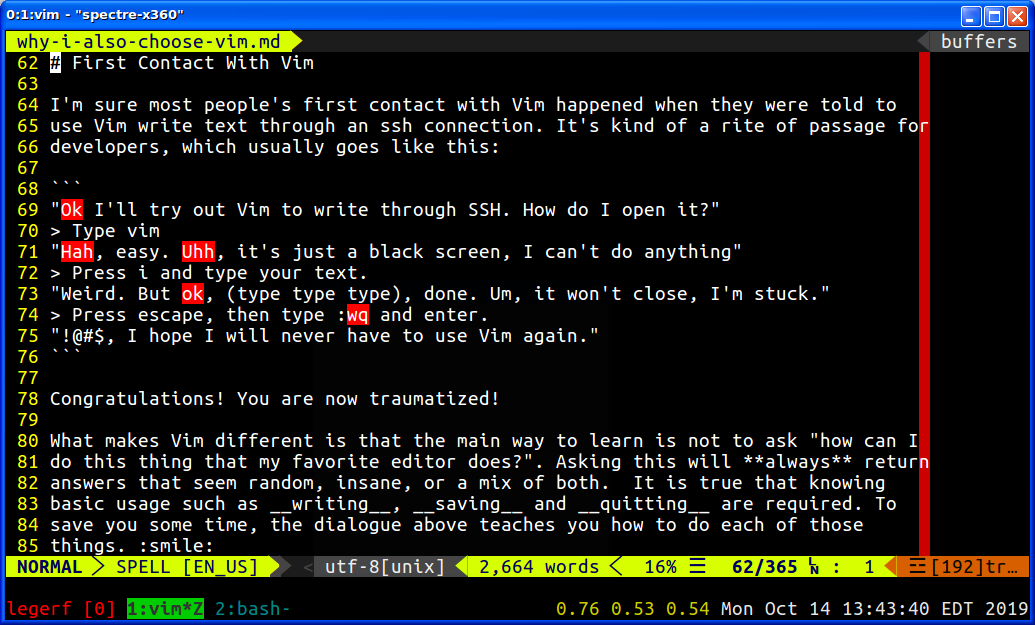 0:1:vim - "spectre-x360"
why-i-also-choose-vim.md buffers
62 # First Contact With Vim
63
64 I'm sure most people's first contact with Vim happened when they were told to
65 use Vim write text through an ssh connection. It's kind of a rite of passage for
66 developers, which usually goes like this:
67
68 ```
69 "Ok I'll try out Vim to write through SSH. How do I open it?"
70 > Type vim
71 "Hah, easy. Uhh, it's just a black screen, I can't do anything"
72 > Press i and type your text.
73 "Weird. But ok, (type type type), done. Um, it won't close, I'm stuck."
74 > Press escape, then type :wq and enter.
75 "!@#$, I hope I will never have to use Vim again."
76 ```
77
78 Congratulations! You are now traumatized!
79
80 What makes Vim different is that the main way to learn is not to ask "how can I
81 do this thing that my favorite editor does?". Asking this will **always** return
82 answers that seem random, insane, or a mix of both.  It is true that knowing
83 basic usage such as __writing__, __saving__ and __quitting__ are required. To
84 save you some time, the dialogue above teaches you how to do each of those
85 things. :smile:
NORMAL > SPELL [EN_US] < utf-8[unix] 2,664 words < 16% ☰ 62/365 ␤ : 1 ☰[192]tr…
legerf [0] 1:vim*Z 2:bash- 0.76 0.53 0.54 Mon Oct 14 13:43:40 EDT 2019